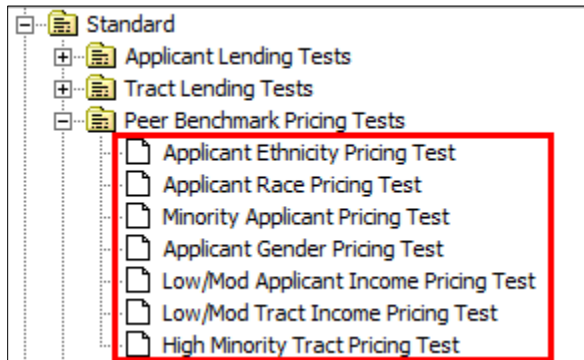 Standard
Applicant Lending Tests
Tract Lending Tests
Peer Benchmark Pricing Tests
Applicant Ethnicity Pricing Test
Applicant Race Pricing Test
Minority Applicant Pricing Test
Applicant Gender Pricing Test
Low/Mod Applicant Income Pricing Test
Low/Mod Tract Income Pricing Test
High Minority Tract Pricing Test